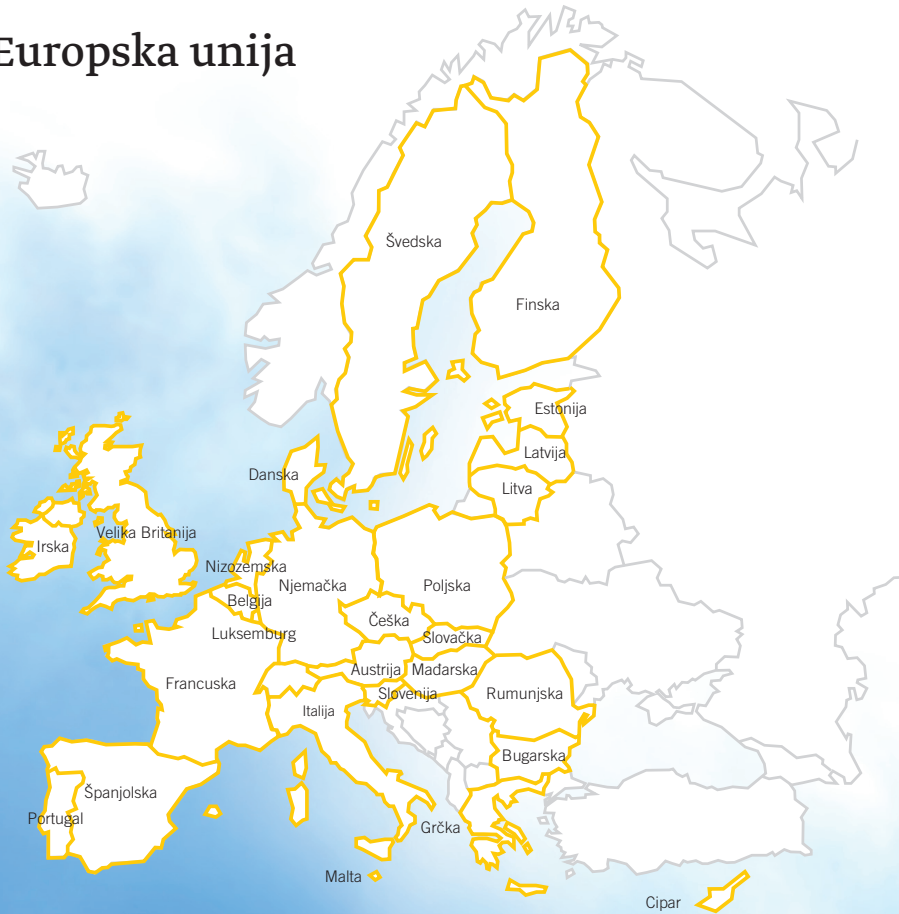 Europska unija
Švedska
Finska
Estonija
Latvija
Danska
Litva
Velika Britanija
Irska
Nizozemska
Njemačka
Poljska
Belgija
Češka
Luksemburg
Slovačka
Austrija
Mađarska
Francuska
Slovenija
Rumunjska
Italija
Bugarska
Španjolska
Portugal
Grčka
Malta
Cipar